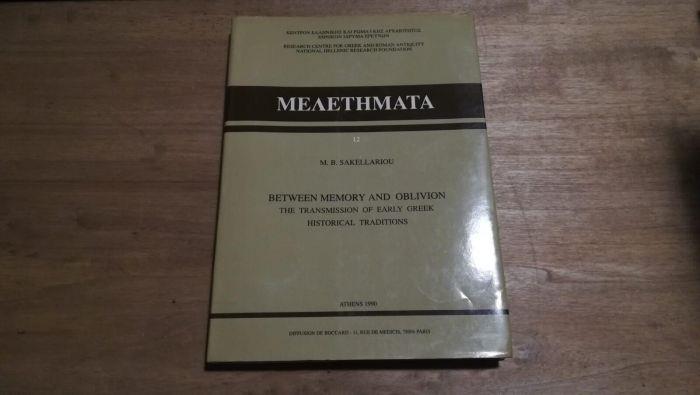 ΚΕΝΤΡΟΝ ΕΛΛΗΝΙΚΗΣ ΚΑΙ ΡΩΜΑΪΚΗΣ ΑΡΧΑΙΟΤΗΤΟΣ
ΕΘΝΙΚΟΝ ΙΔΡΥΜΑ ΕΡΕΥΝΩΝ
RESEARCH CENTRE FOR GREEK AND ROMAN ANTIQUITY
NATIONAL HELLENIC RESEARCH FOUNDATION
ΜΕΛΕΤΗΜΑΤΑ
12
M. B. SAKELLARIOU
BETWEEN MEMORY AND OBLIVION
THE TRANSMISSION OF EARLY GREEK
HISTORICAL TRADITIONS
ATHENS 1990
DIFFUSION DE BOCCARD - 11, RUE DE MEDICIS, 75006 PARIS